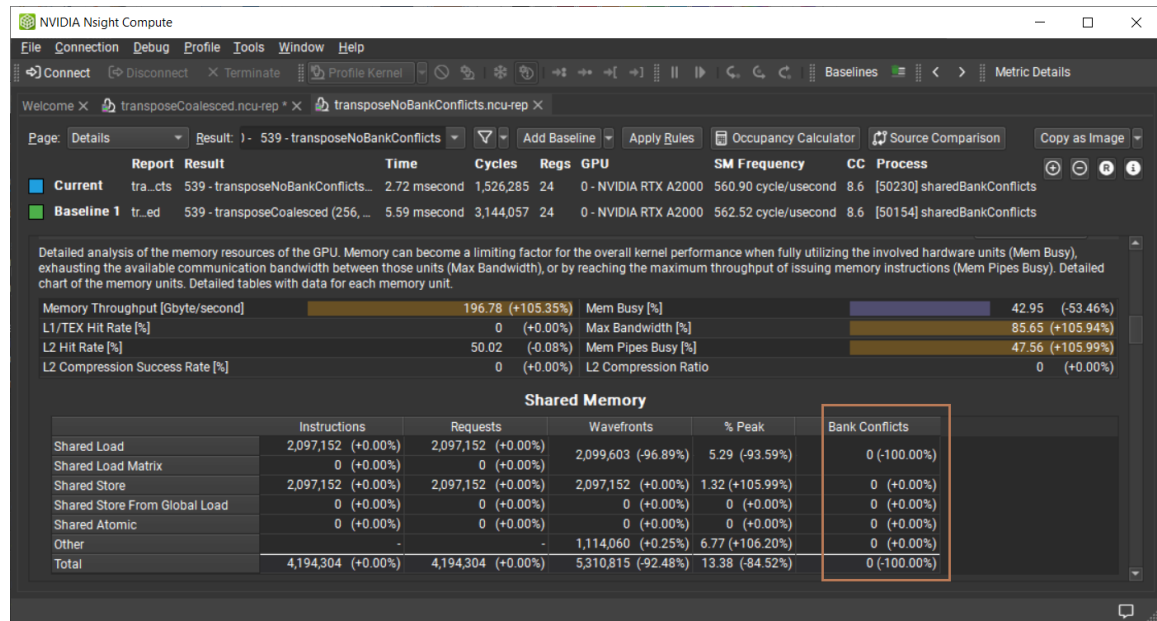 NVIDIA Nsight Compute
File Connection Debug Profile Tools Window Help
Connect Disconnect Terminate Profile Kernel Baselines Metric Details
Welcome transposeCoalesced.ncu-rep * transposeNoBankConflicts.ncu-rep
Page: Details Result: 539 - transposeNoBankConflicts Add Baseline Apply Rules Occupancy Calculator Source Comparison Copy as Image
Report Result Time Cycles Regs GPU SM Frequency CC Process
Current tra...cts 539 - transposeNoBankConflicts... 2.72 msecond 1,526,285 24 0 - NVIDIA RTX A2000 560.90 cycle/usecond 8.6 [50230] sharedBankConflicts
Baseline 1 tr...ed 539 - transposeCoalesced (256, ... 5.59 msecond 3,144,057 24 0 - NVIDIA RTX A2000 562.52 cycle/usecond 8.6 [50154] sharedBankConflicts
Detailed analysis of the memory resources of the GPU. Memory can become a limiting factor for the overall kernel performance when fully utilizing the involved hardware units (Mem Busy),
exhausting the available communication bandwidth between those units (Max Bandwidth), or by reaching the maximum throughput of issuing memory instructions (Mem Pipes Busy). Detailed
chart of the memory units. Detailed tables with data for each memory unit.
Memory Throughput [Gbyte/second] 196.78 (+105.35%) Mem Busy [%] 42.95 (-53.46%)
L1/TEX Hit Rate [%] 0 (+0.00%) Max Bandwidth [%] 85.65 (+105.94%)
L2 Hit Rate [%] 50.02 (-0.08%) Mem Pipes Busy [%] 47.56 (+105.99%)
L2 Compression Success Rate [%] 0 (+0.00%) L2 Compression Ratio 0 (+0.00%)
Shared Memory
Instructions Requests Wavefronts % Peak Bank Conflicts
Shared Load 2,097,152 (+0.00%) 2,097,152 (+0.00%) 2,099,603 (-96.89%) 5.29 (-93.59%) 0 (-100.00%)
Shared Load Matrix 0 (+0.00%) 0 (+0.00%)
Shared Store 2,097,152 (+0.00%) 2,097,152 (+0.00%) 2,097,152 (+0.00%) 1.32 (+105.99%) 0 (+0.00%)
Shared Store From Global Load 0 (+0.00%) 0 (+0.00%) 0 (+0.00%) 0 (+0.00%) 0 (+0.00%)
Shared Atomic 0 (+0.00%) 0 (+0.00%) 0 (+0.00%) 0 (+0.00%) 0 (+0.00%)
Other - - 1,114,060 (+0.25%) 6.77 (+106.20%) 0 (+0.00%)
Total 4,194,304 (+0.00%) 4,194,304 (+0.00%) 5,310,815 (-92.48%) 13.38 (-84.52%) 0 (-100.00%)